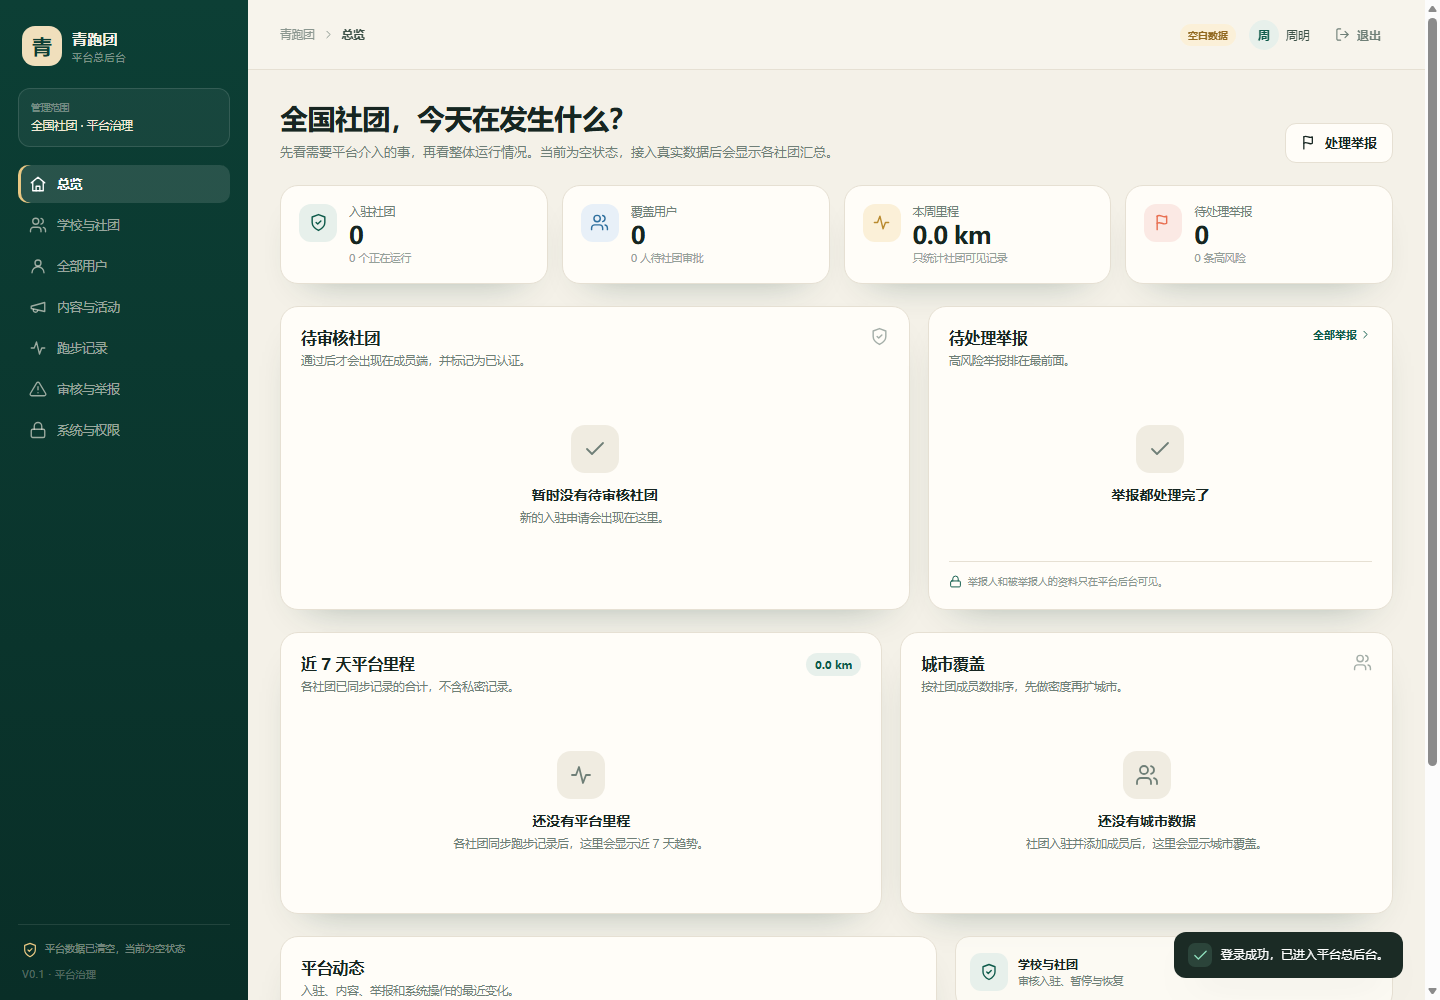 青
青跑团
平台总后台
管理范围
全国社团 · 平台治理
总览
学校与社团
全部用户
内容与活动
跑步记录
审核与举报
系统与权限
平台数据已清空，当前为空状态
V0.1 · 平台治理
青跑团 > 总览
空白数据
周
周明
退出
全国社团，今天在发生什么？
先看需要平台介入的事，再看整体运行情况。当前为空状态，接入真实数据后会显示各社团汇总。
处理举报
入驻社团
0
0 个正在运行
覆盖用户
0
0 人待社团审批
本周里程
0.0 km
只统计社团可见记录
待处理举报
0
0 条高风险
待审核社团
通过后才会出现在成员端，并标记为已认证。
暂时没有待审核社团
新的入驻申请会出现在这里。
待处理举报
全部举报
高风险举报排在最前面。
举报都处理完了
举报人和被举报人的资料只在平台后台可见。
近 7 天平台里程
0.0 km
各社团已同步记录的合计，不含私密记录。
还没有平台里程
各社团同步跑步记录后，这里会显示近 7 天趋势。
城市覆盖
按社团成员数排序，先做密度再扩城市。
还没有城市数据
社团入驻并添加成员后，这里会显示城市覆盖。
平台动态
入驻、内容、举报和系统操作的最近变化。
学校与社团
审核入驻、暂停与恢复
登录成功，已进入平台总后台。